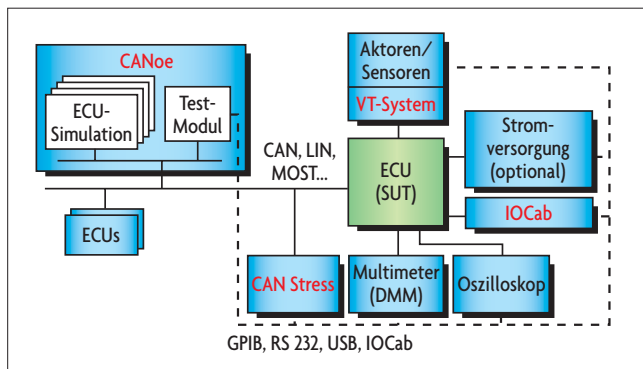 CANoe
ECU-
Simulation
Test-
Modul
Aktoren/
Sensoren
VT-System
CAN, LIN,
MOST...
ECU
(SUT)
Strom-
versorgung
(optional)
IOCab
ECUs
CAN Stress
Multimeter
(DMM)
Oszilloskop
GPIB, RS 232, USB, IOCab